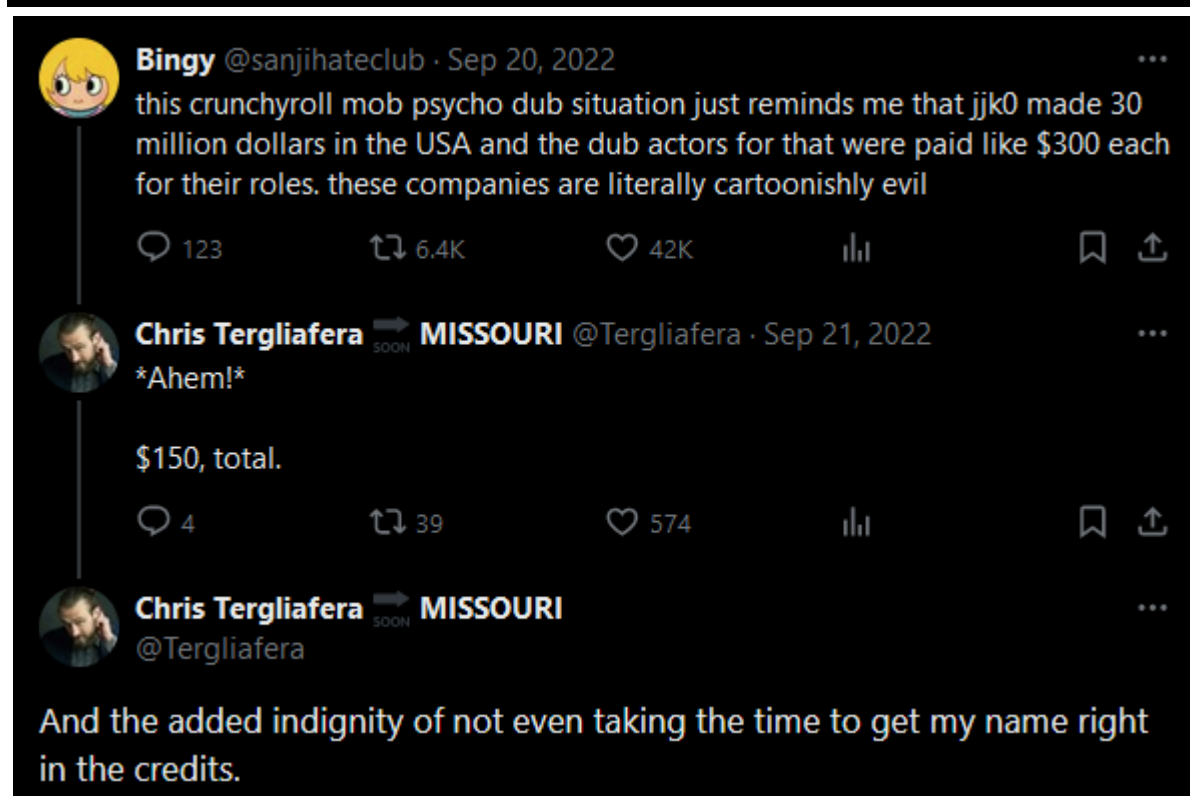 Bingy @sanjihateclub · Sep 20, 2022
this crunchyroll mob psycho dub situation just reminds me that jjk0 made 30
million dollars in the USA and the dub actors for that were paid like $300 each
for their roles. these companies are literally cartoonishly evil
123 6.4K 42K
Chris Tergliafera SOON MISSOURI @Tergliafera · Sep 21, 2022
*Ahem!*
$150, total.
4 39 574
Chris Tergliafera SOON MISSOURI
@Tergliafera
And the added indignity of not even taking the time to get my name right
in the credits.